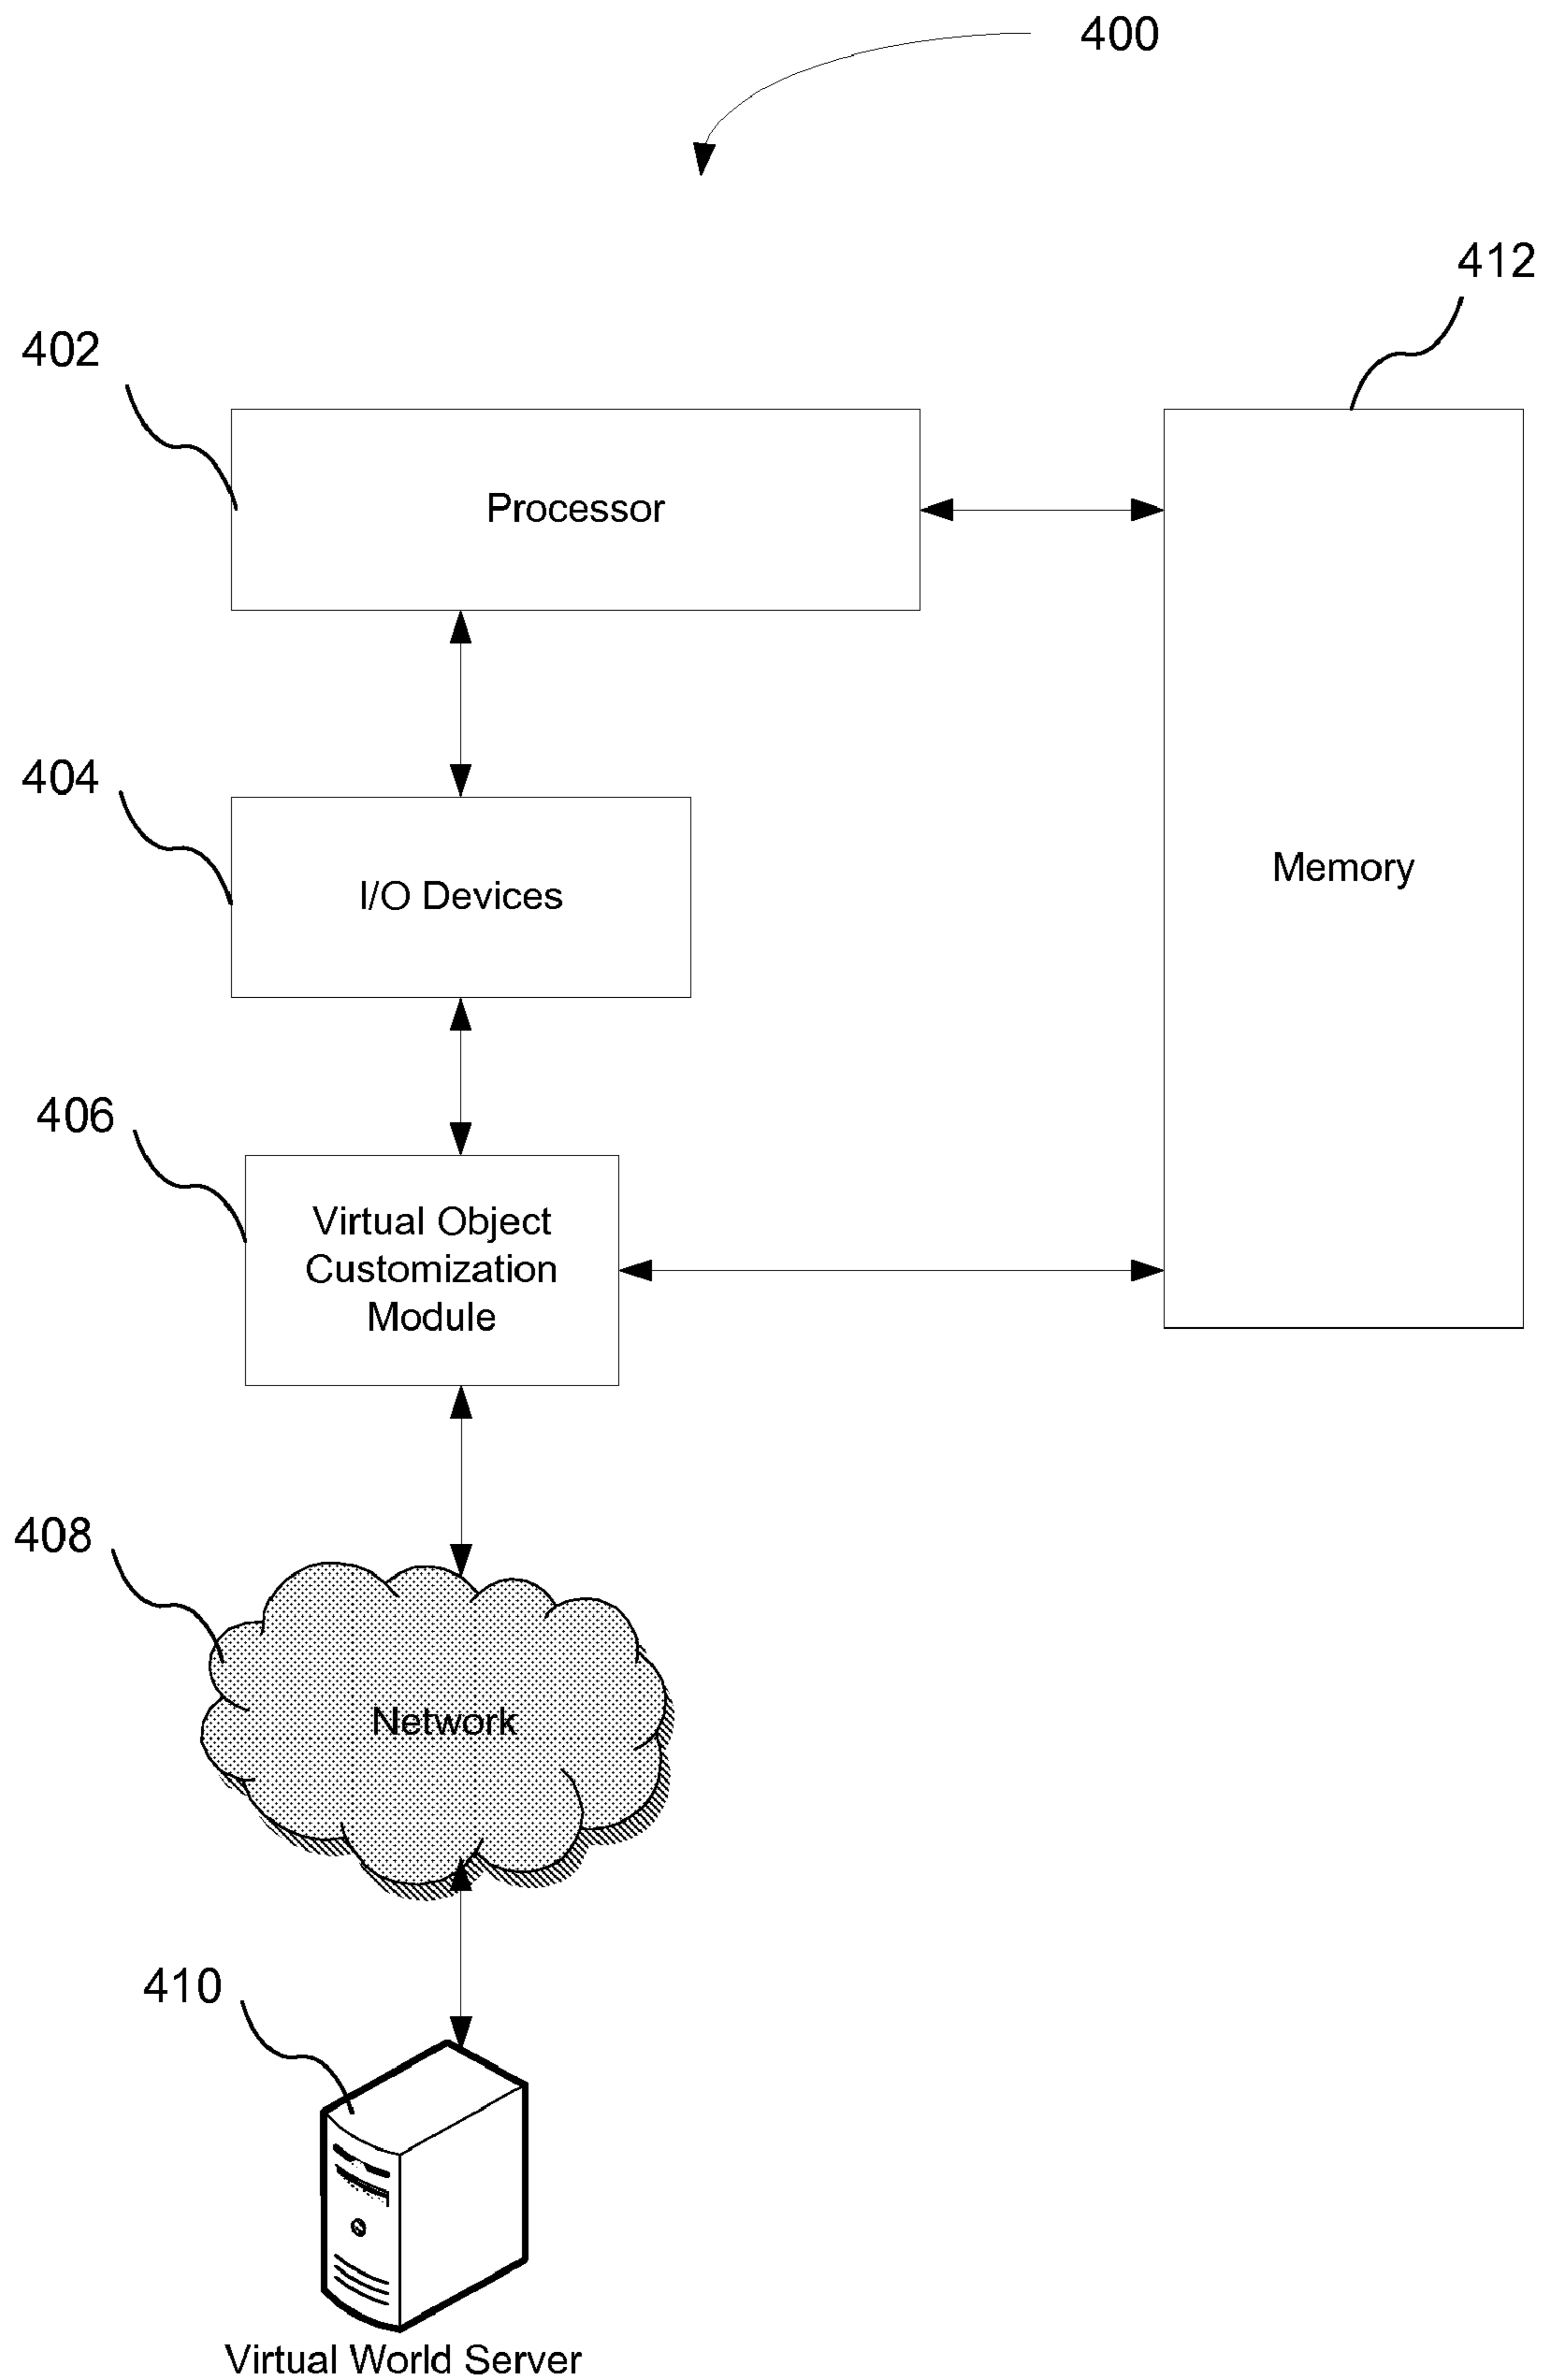 400
412
402
Processor
404
I/O Devices
Memory
406
Virtual Object
Customization
Module
408
Network
410
Virtual World Server